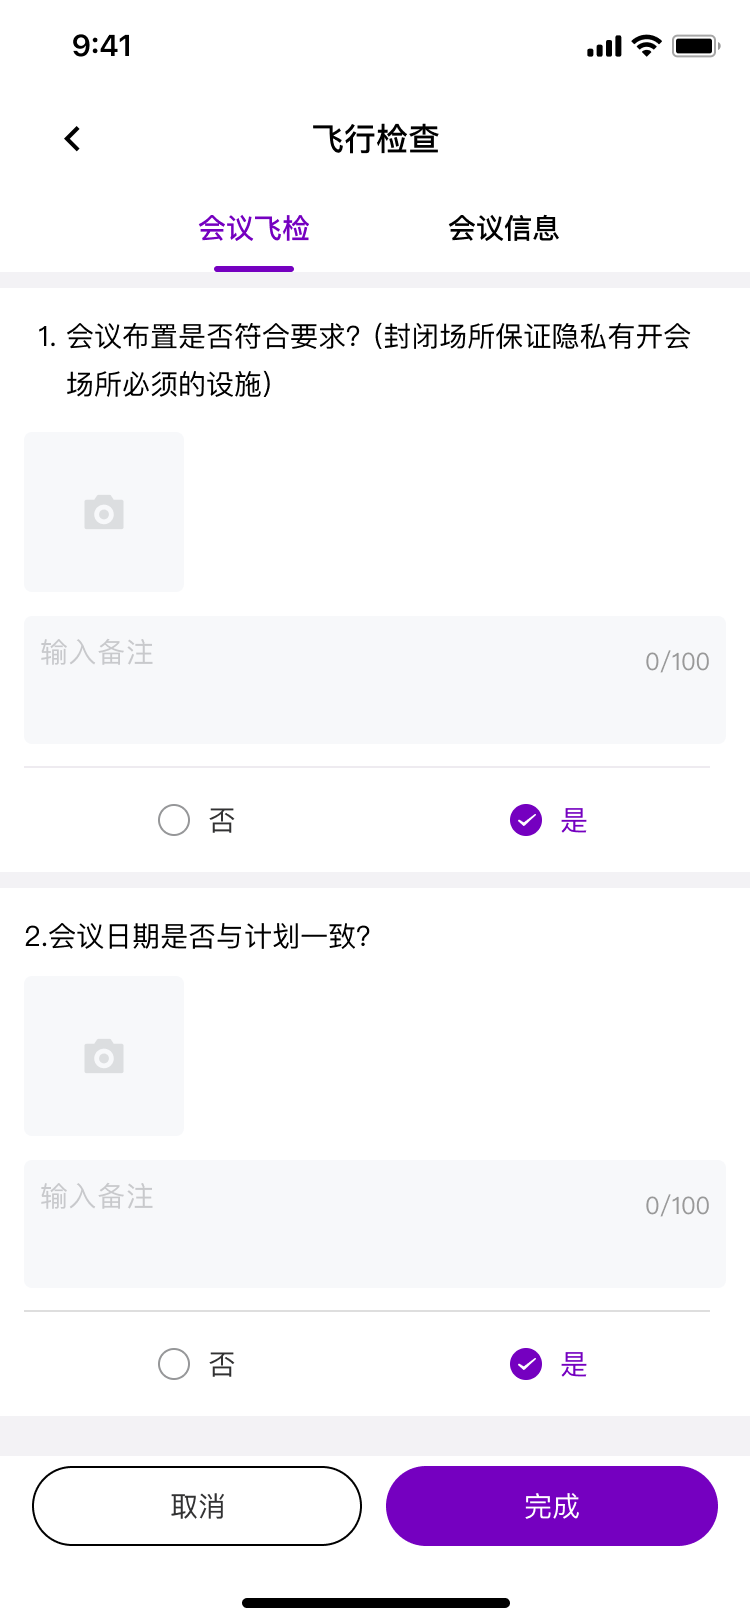 9:41
飞行检查
会议飞检
会议信息
1. 会议布置是否符合要求?（封闭场所保证隐私有开会
场所必须的设施）
输入备注
0/100
否
是
2.会议日期是否与计划一致?
输入备注
0/100
否
是
取消
完成